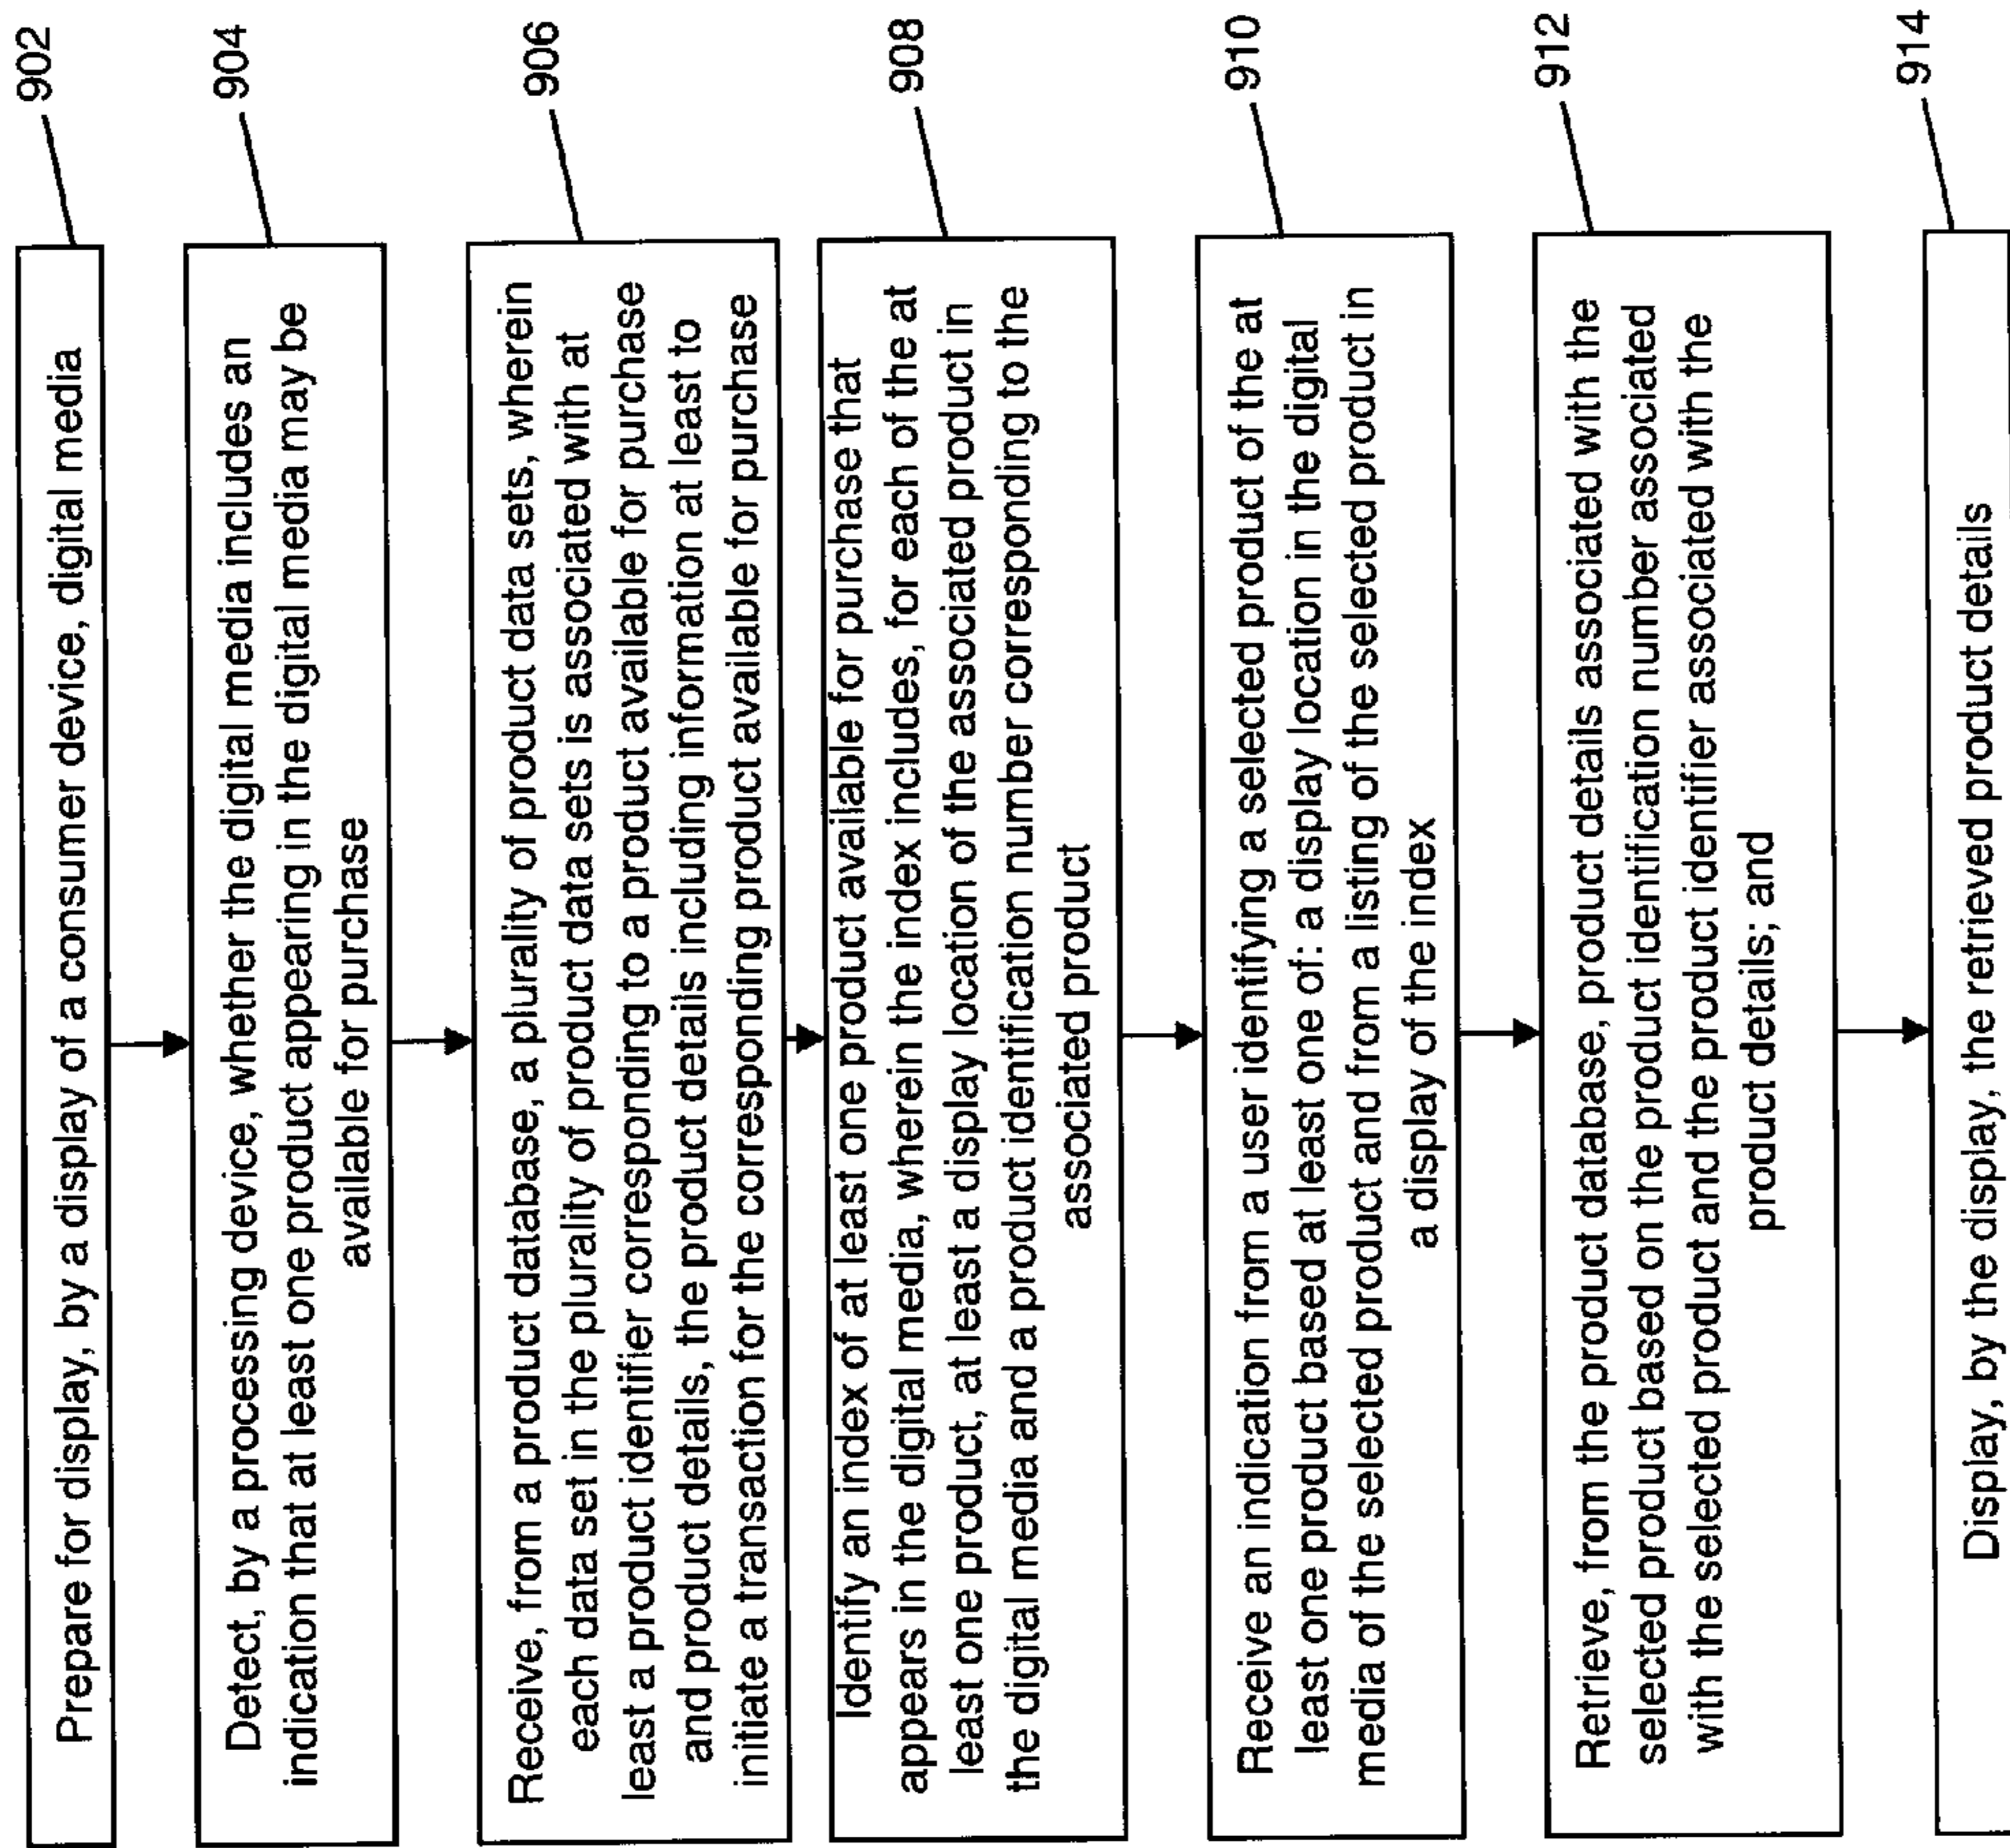 902
Prepare for display, by a display of a consumer device, digital media
904
Detect, by a processing device, whether the digital media includes an
indication that at least one product appearing in the digital media may be
available for purchase
906
Receive, from a product database, a plurality of product data sets, wherein
each data set in the plurality of product data sets is associated with at
least a product identifier corresponding to a product available for purchase
and product details, the product details including information at least to
initiate a transaction for the corresponding product available for purchase
908
Identify an index of at least one product available for purchase that
appears in the digital media, wherein the index includes, for each of the at
least one product, at least a display location of the associated product in
the digital media and a product identification number corresponding to the
associated product
910
Receive an indication from a user identifying a selected product of the at
least one product based at least one of: a display location in the digital
media of the selected product and from a listing of the selected product in
a display of the index
912
Retrieve, from the product database, product details associated with the
selected product based on the product identification number associated
with the selected product and the product identifier associated with the
product details; and
914
Display, by the display, the retrieved product details